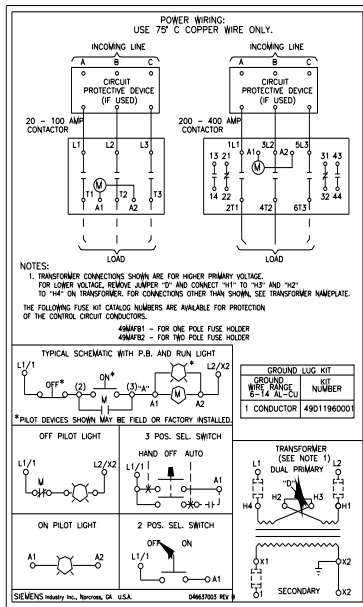 POWER WIRING:
USE 75° C COPPER WIRE ONLY.
INCOMING LINE
A B C
CIRCUIT
PROTECTIVE DEVICE
(IF USED)
20 - 100 AMP
CONTACTOR
L1 L2 L3
M
T1 T2 T3
A1 A2
LOAD
INCOMING LINE
A B C
CIRCUIT
PROTECTIVE DEVICE
(IF USED)
200 - 400 AMP
CONTACTOR
1L1 3L2 5L3
13 21 A1 A2 31 43
M
14 22 32 44
2T1 4T2 6T3
LOAD
NOTES:
1. TRANSFORMER CONNECTIONS SHOWN ARE FOR HIGHER PRIMARY VOLTAGE.
FOR LOWER VOLTAGE, REMOVE JUMPER "D" AND CONNECT "H1" TO "H3" AND "H2"
TO "H4" ON TRANSFORMER. FOR CONNECTIONS OTHER THAN SHOWN, SEE TRANSFORMER NAMEPLATE.
THE FOLLOWING FUSE KIT CATALOG NUMBERS ARE AVAILABLE FOR PROTECTION
OF THE CONTROL CIRCUIT CONDUCTORS.
49MAFB1 - FOR ONE POLE FUSE HOLDER
49MAFB2 - FOR TWO POLE FUSE HOLDER
TYPICAL SCHEMATIC WITH P.B. AND RUN LIGHT
L1/1 L2/X2
OFF* (2) ON* (3)"A" A1 M A2
M
*PILOT DEVICES SHOWN MAY BE FIELD OR FACTORY INSTALLED.
GROUND LUG KIT
GROUND WIRE RANGE 6-14 AL-CU
KIT NUMBER
1 CONDUCTOR 49D11960001
OFF PILOT LIGHT
L1/1 L2/X2
M
3 POS. SEL. SWITCH
HAND OFF AUTO
L1/1 A1
ON PILOT LIGHT
A1 A2
2 POS. SEL. SWITCH
OFF ON
L1/1
A1
TRANSFORMER
(SEE NOTE 1)
L1 DUAL PRIMARY L2
"D"
H4 H2 H3 H1
X1 X2
1 SECONDARY X2
SIEMENS Industry Inc., Norcross, GA U.S.A. D46637003 REV